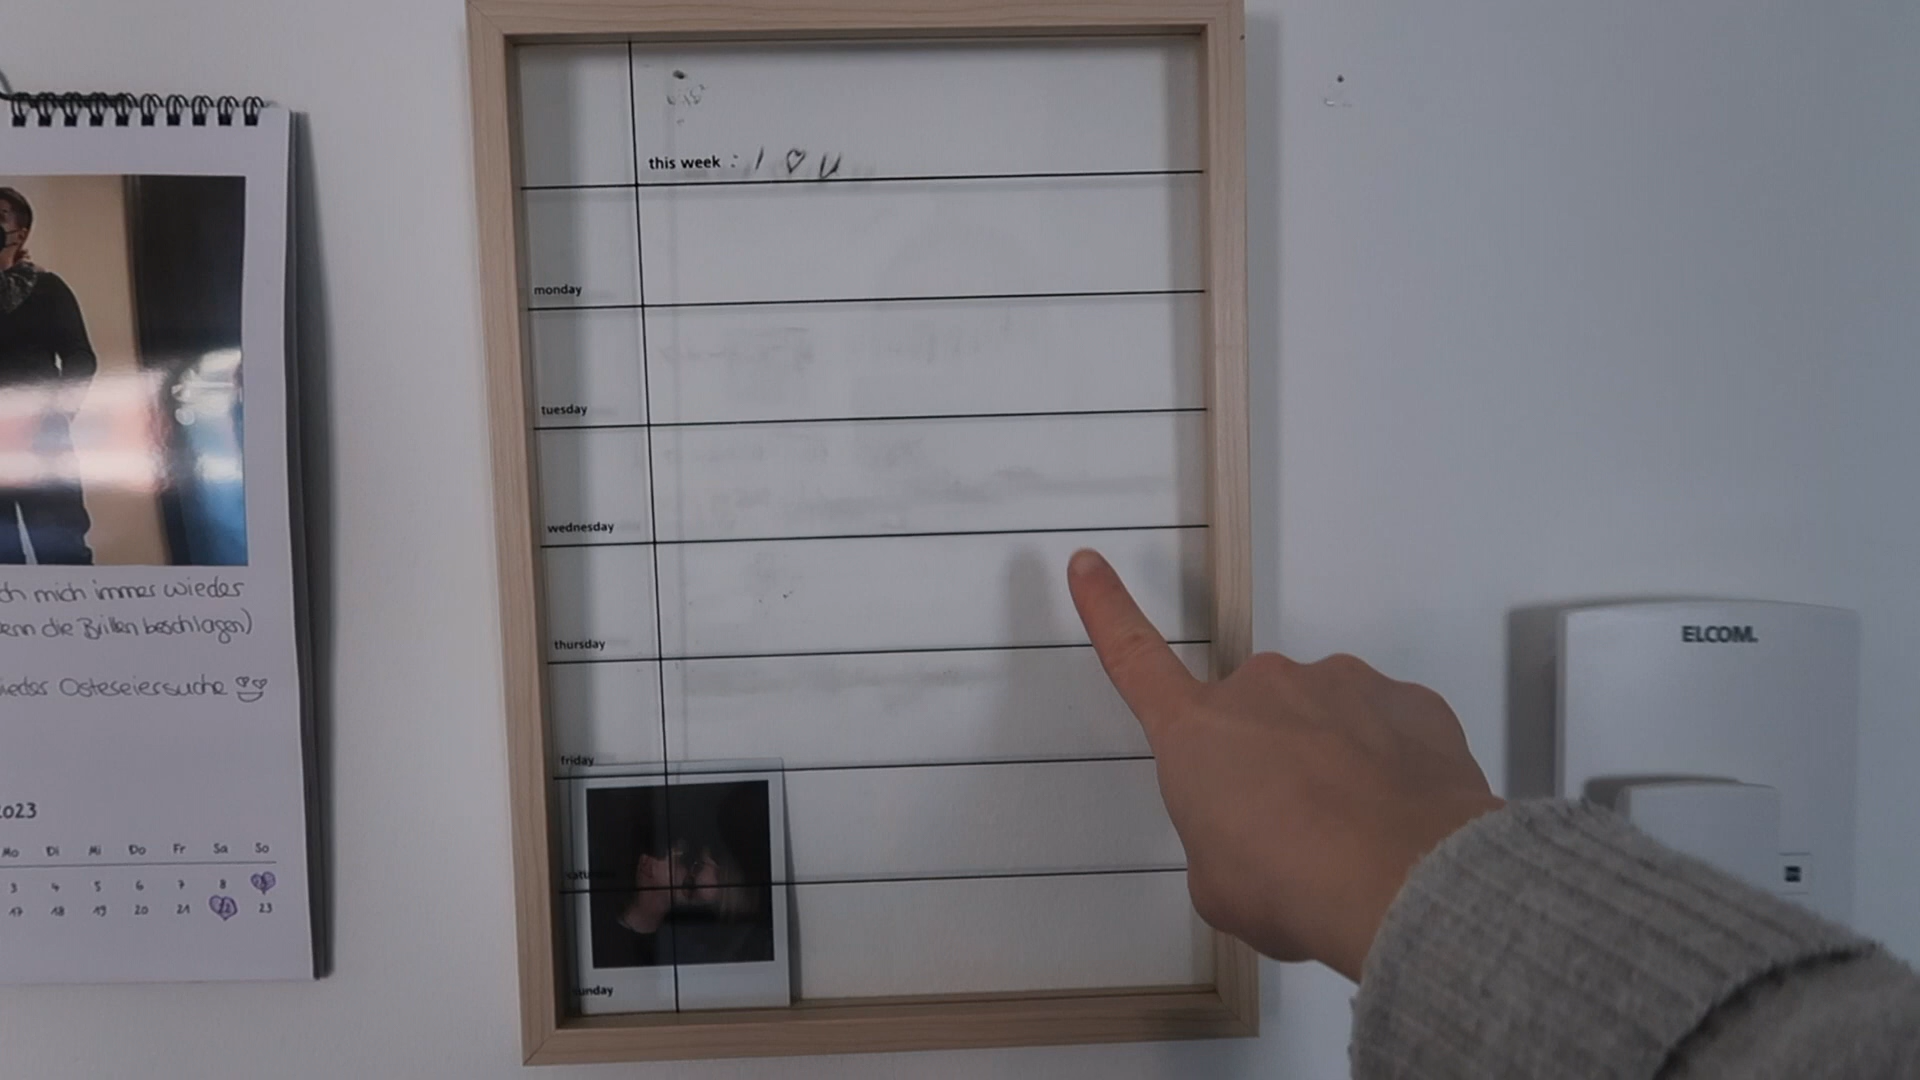 ch mich immer wieder
enn die Brillen beschlagen)
ieder Ostereiersuche
2023
Mo Di Mi Do Fr Sa So
3 4 5 6 7 8
17 18 19 20 21 22 23
this week : I ♡ U
monday
tuesday
wednesday
thursday
friday
sunday
ELCOM.